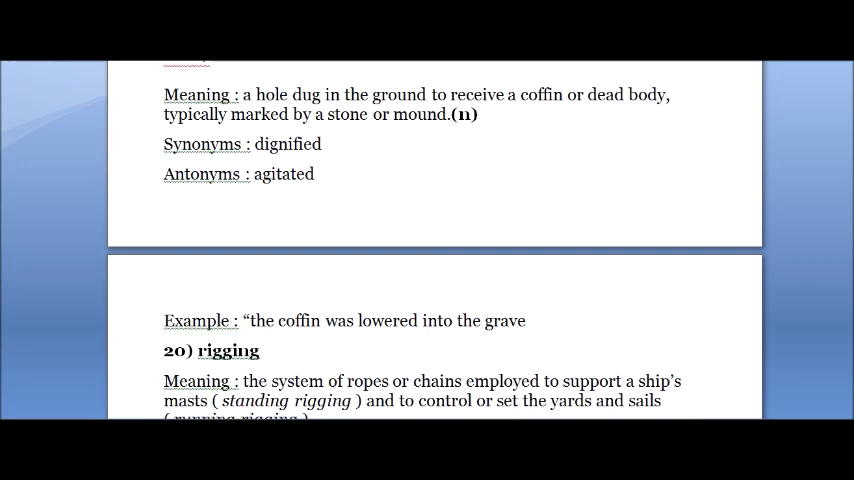 Meaning : a hole dug in the ground to receive a coffin or dead body,
typically marked by a stone or mound.(n)
Synonyms : dignified
Antonyms : agitated
Example : “the coffin was lowered into the grave
20) rigging
Meaning : the system of ropes or chains employed to support a ship’s
masts ( standing rigging ) and to control or set the yards and sails
( running rigging )